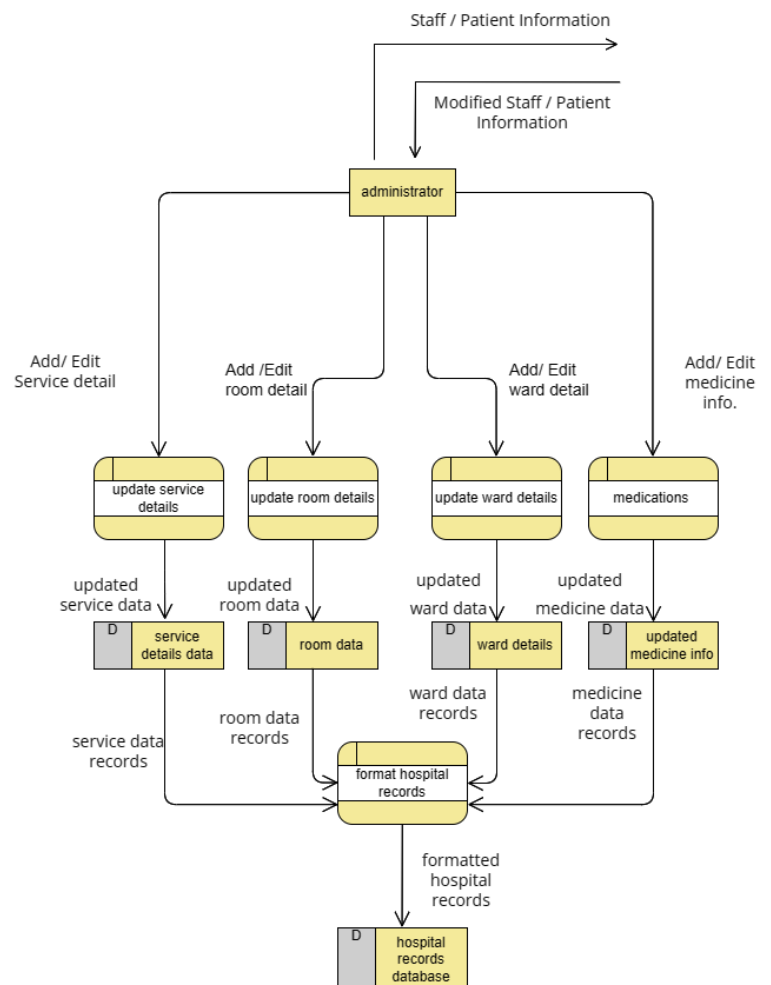 Staff / Patient Information
Modified Staff / Patient
Information
administrator
Add/ Edit
Service detail
Add /Edit
room detail
Add/ Edit
ward detail
Add/ Edit
medicine
info.
update service
details
update room details
update ward details
medications
updated
service data
updated
room data
updated
ward data
updated
medicine data
D
service
details data
D
room data
D
ward details
D
updated
medicine info
service data
records
room data
records
ward data
records
medicine
data
records
format hospital
records
formatted
hospital
records
D
hospital
records
database